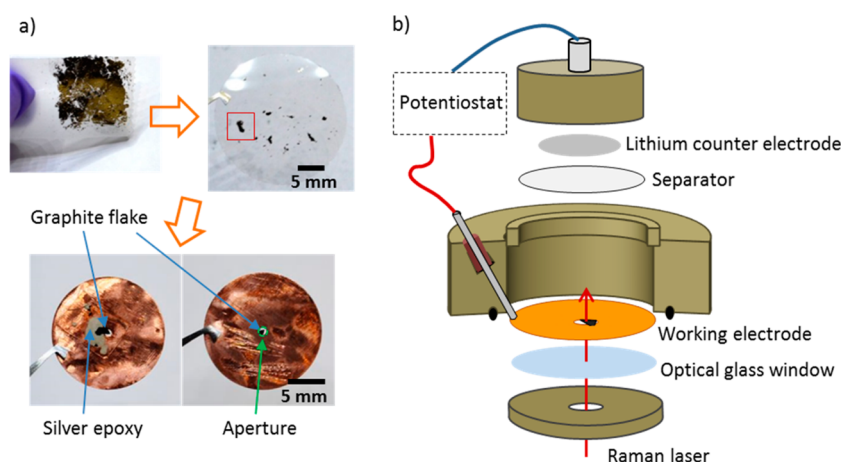 a)
5 mm
Graphite flake
5 mm
Silver epoxy
Aperture
b)
Potentiostat
Lithium counter electrode
Separator
Working electrode
Optical glass window
Raman laser